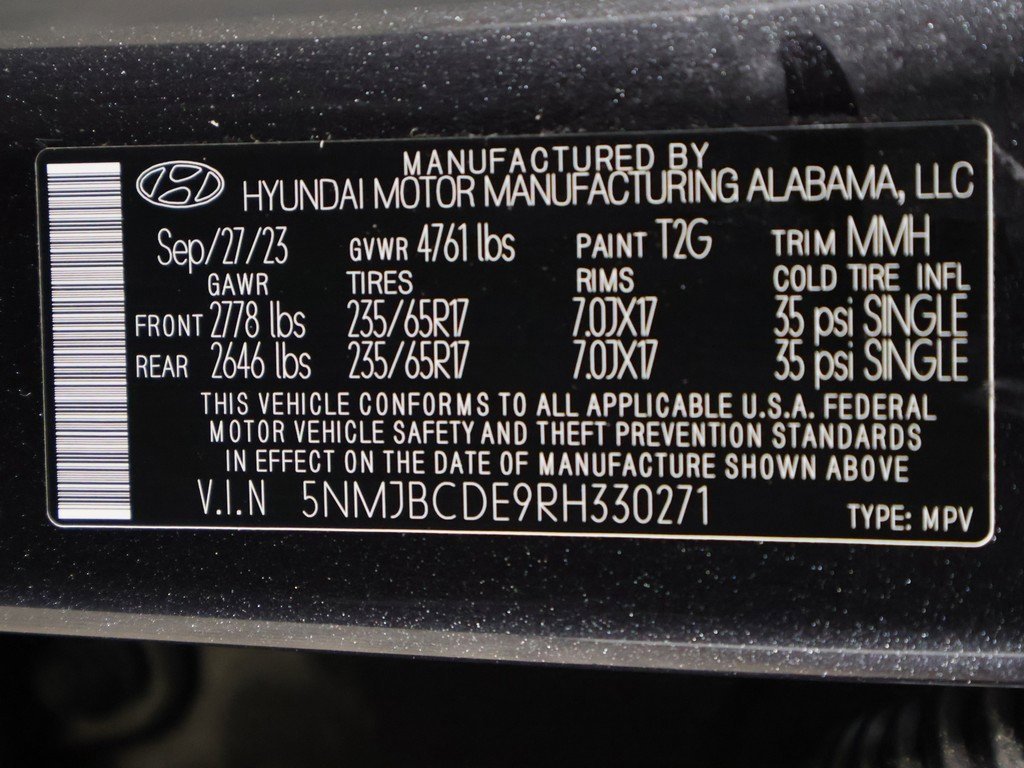 MANUFACTURED BY
HYUNDAI MOTOR MANUFACTURING ALABAMA, LLC
Sep/27/23 GVWR 4761 lbs PAINT T2G TRIM MMH
GAWR TIRES RIMS COLD TIRE INFL
FRONT 2778 lbs 235/65R17 7.0JX17 35 psi SINGLE
REAR 2646 lbs 235/65R17 7.0JX17 35 psi SINGLE
THIS VEHICLE CONFORMS TO ALL APPLICABLE U.S.A. FEDERAL
MOTOR VEHICLE SAFETY AND THEFT PREVENTION STANDARDS
IN EFFECT ON THE DATE OF MANUFACTURE SHOWN ABOVE
V.I.N 5NMJBCDE9RH330271 TYPE: MPV